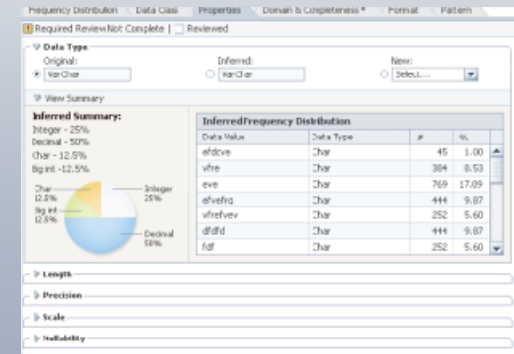 Frequency Distribution Data Class Properties Domain & Completeness * Format Pattern
Required Review Not Complete | Reviewed
Data Type
Original: Inferred: New:
VarChar VarChar Select....
View Summary
Inferred Summary:
Integer - 25%
Decimal - 50%
Char - 12.5%
Big int -12.5%
Char 12.5%
Big int 12.5%
Integer 25%
Decimal 50%
Inferred Frequency Distribution
Data Value Data Type # %
efdcve Char 45 1.00
vfre Char 384 8.53
eve Char 769 17.09
efvefrq Char 444 9.87
vfrefvev Char 252 5.60
dfdfd Char 444 9.87
fdf Char 252 5.60
Length
Precision
Scale
Nullability